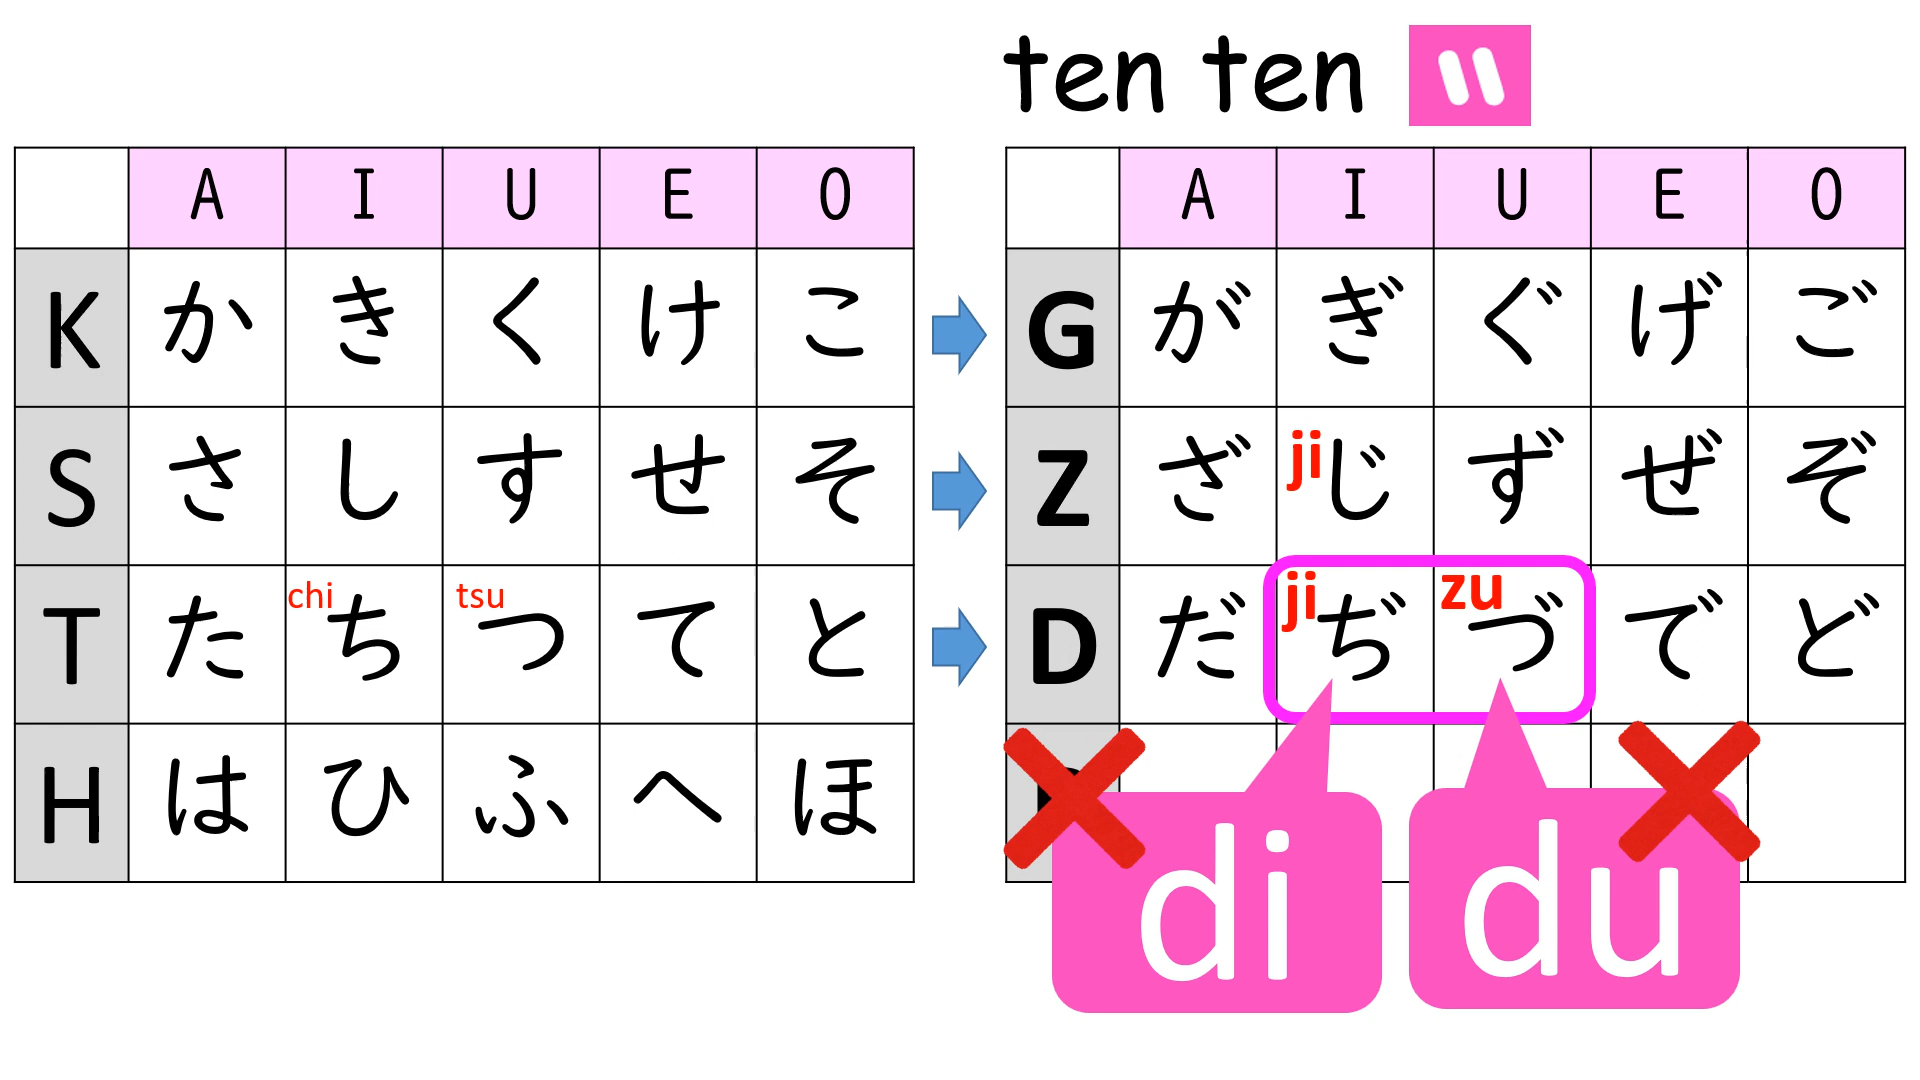 ten ten
A I U E O
K か き く け こ
S さ し す せ そ
T た chi ち tsu つ て と
H は ひ ふ へ ほ
A I U E O
G が ぎ ぐ げ ご
Z ざ ji じ ず ぜ ぞ
D だ ji ぢ zu づ で ど
di du